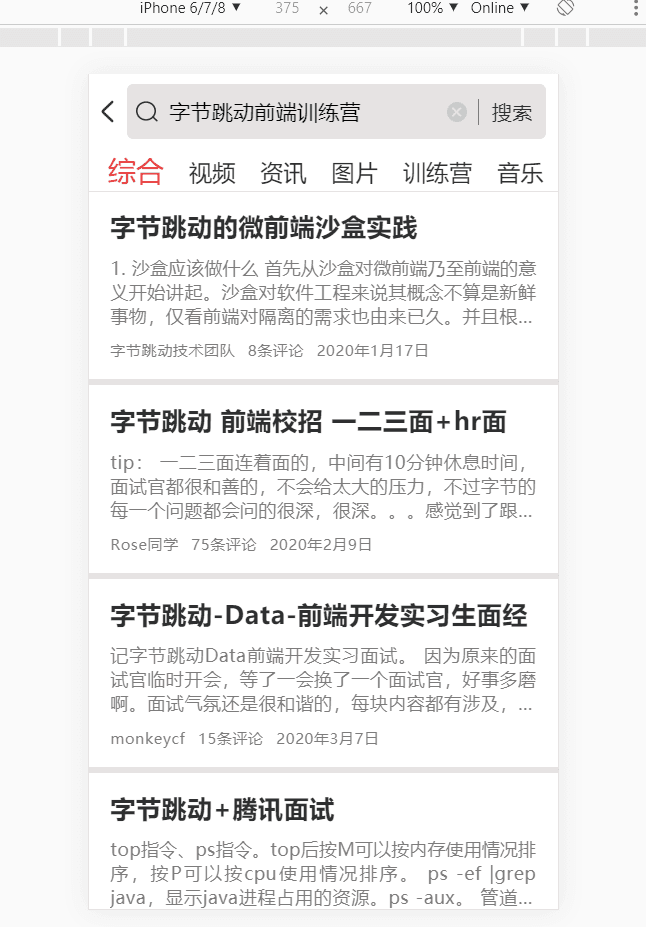 iPhone 6/7/8 ▼ 375 × 667 100% ▼ Online ▼
字节跳动前端训练营 搜索
综合 视频 资讯 图片 训练营 音乐
字节跳动的微前端沙盒实践
1. 沙盒应该做什么 首先从沙盒对微前端乃至前端的意
义开始讲起。沙盒对软件工程来说其概念不算是新鲜
事物，仅看前端对隔离的需求也由来已久。并且根...
字节跳动技术团队 8条评论 2020年1月17日
字节跳动 前端校招 一二三面+hr面
tip： 一二三面连着面的，中间有10分钟休息时间，
面试官都很和善的，不会给太大的压力，不过字节的
每一个问题都会问的很深，很深。。。感觉到了跟...
Rose同学 75条评论 2020年2月9日
字节跳动-Data-前端开发实习生面经
记字节跳动Data前端开发实习面试。 因为原来的面
试官临时开会，等了一会换了一个面试官，好事多磨
啊。面试气氛还是很和谐的，每块内容都有涉及，...
monkeycf 15条评论 2020年3月7日
字节跳动+腾讯面试
top指令、ps指令。top后按M可以按内存使用情况排
序，按P可以按cpu使用情况排序。 ps -ef |grep
java，显示java进程占用的资源。ps -aux。 管道...